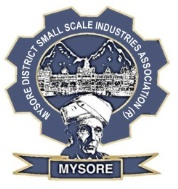 MYSORE DISTRICT SMALL SCALE INDUSTRIES ASSOCIATION (R)
MYSORE